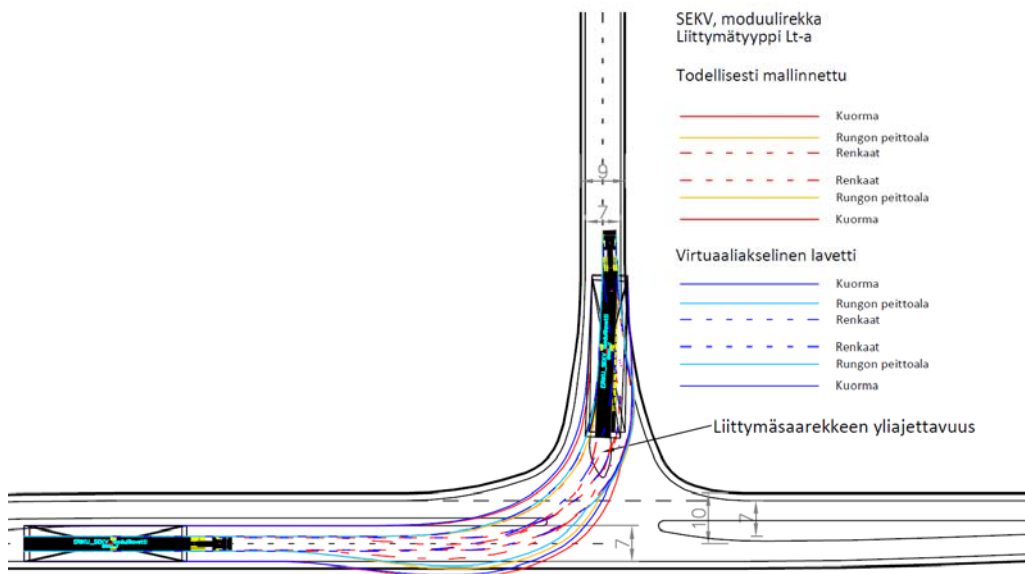 SEKV, moduulirekka
Liittymätyyppi Lt-a
Todellisesti mallinnettu
Kuorma
Rungon peittoala
Renkaat
Renkaat
Rungon peittoala
Kuorma
Virtuaaliakselinen lavetti
Kuorma
Rungon peittoala
Renkaat
Renkaat
Rungon peittoala
Kuorma
9
7
Liittymäsaarekkeen yliajettavuus
10
7
7